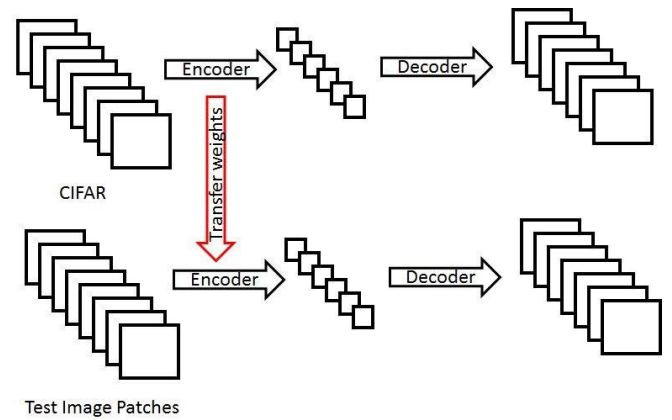 Encoder
Decoder
Transfer weights
CIFAR
Encoder
Decoder
Test Image Patches